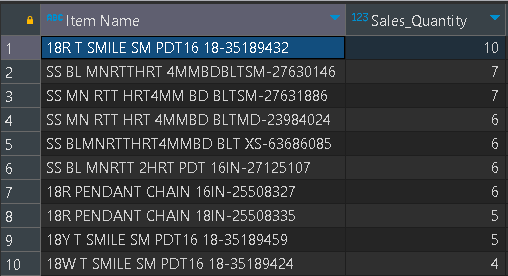 ABC Item Name 123 Sales_Quantity
1 18R T SMILE SM PDT16 18-35189432 10
2 SS BL MNRTTHRT 4MMBDBLTSM-27630146 7
3 SS MN RTT HRT4MM BD BLTSM-27631886 7
4 SS MN RTT HRT 4MMBD BLTMD-23984024 6
5 SS BLMNRTTHRT4MMBD BLT XS-63686085 6
6 SS BL MNRTT 2HRT PDT 16IN-27125107 6
7 18R PENDANT CHAIN 16IN-25508327 6
8 18R PENDANT CHAIN 18IN-25508335 5
9 18Y T SMILE SM PDT16 18-35189459 5
10 18W T SMILE SM PDT16 18-35189424 4